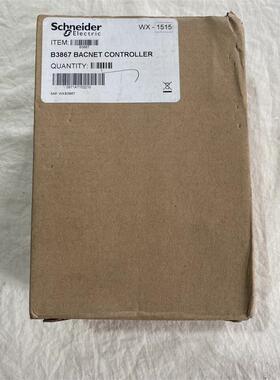 Schneider
Electric
WX - 1515
ITEM:
B3867 BACNET CONTROLLER
QUANTITY: